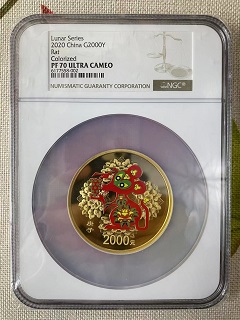 Lunar Series
2020 China G2000Y
Rat
Colorized
PF 70 ULTRA CAMEO
NGC
NUMISMATIC GUARANTY CORPORATION
2000元